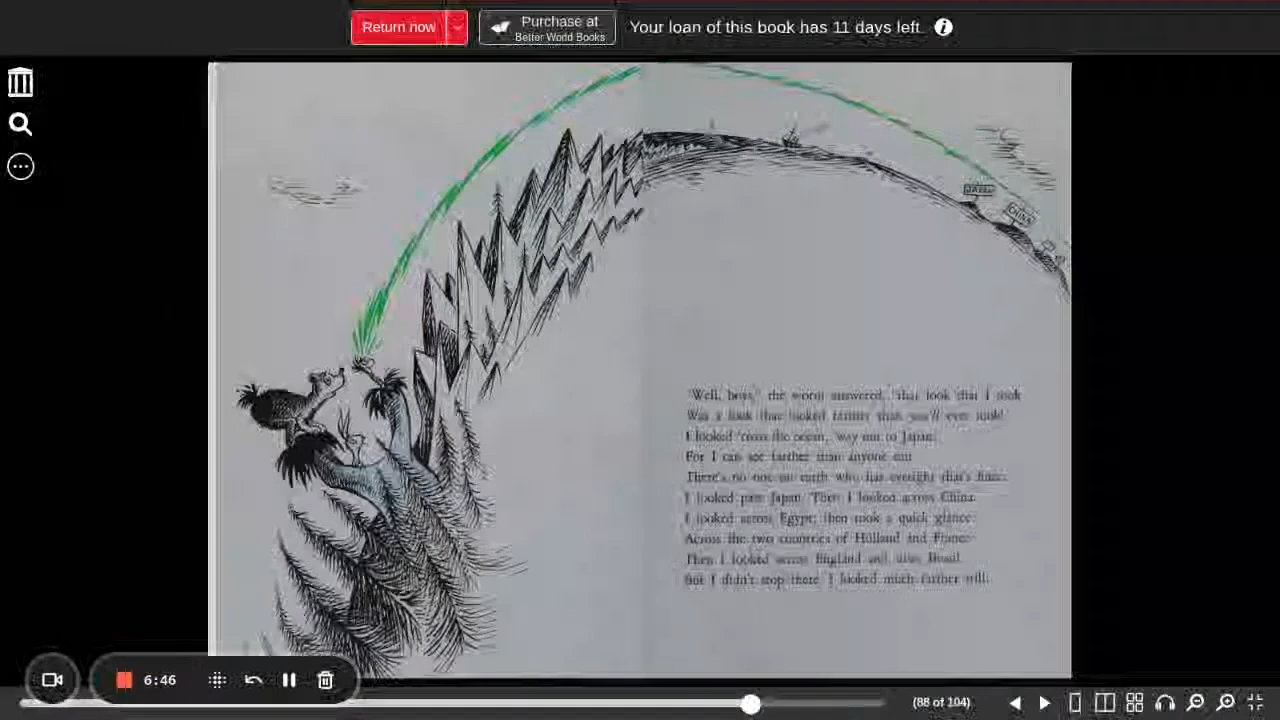 Return now
Purchase at
Better World Books
Your loan of this book has 11 days left.
"Well, boys," the worm answered, "that look that I took
Was a look that looked farther than you'll ever look!
I looked 'cross the ocean, 'way out to Japan.
For I can see farther than anyone can.
There's no one on earth who has eyesight that's finer.
I looked past Japan. Then I looked across China.
I looked across Egypt; then took a quick glance
Across the two countries of Holland and France.
Then I looked across England and also Brazil.
But I didn't stop there. I looked much farther still.
JAPAN
CHINA
6:46
(88 of 104)